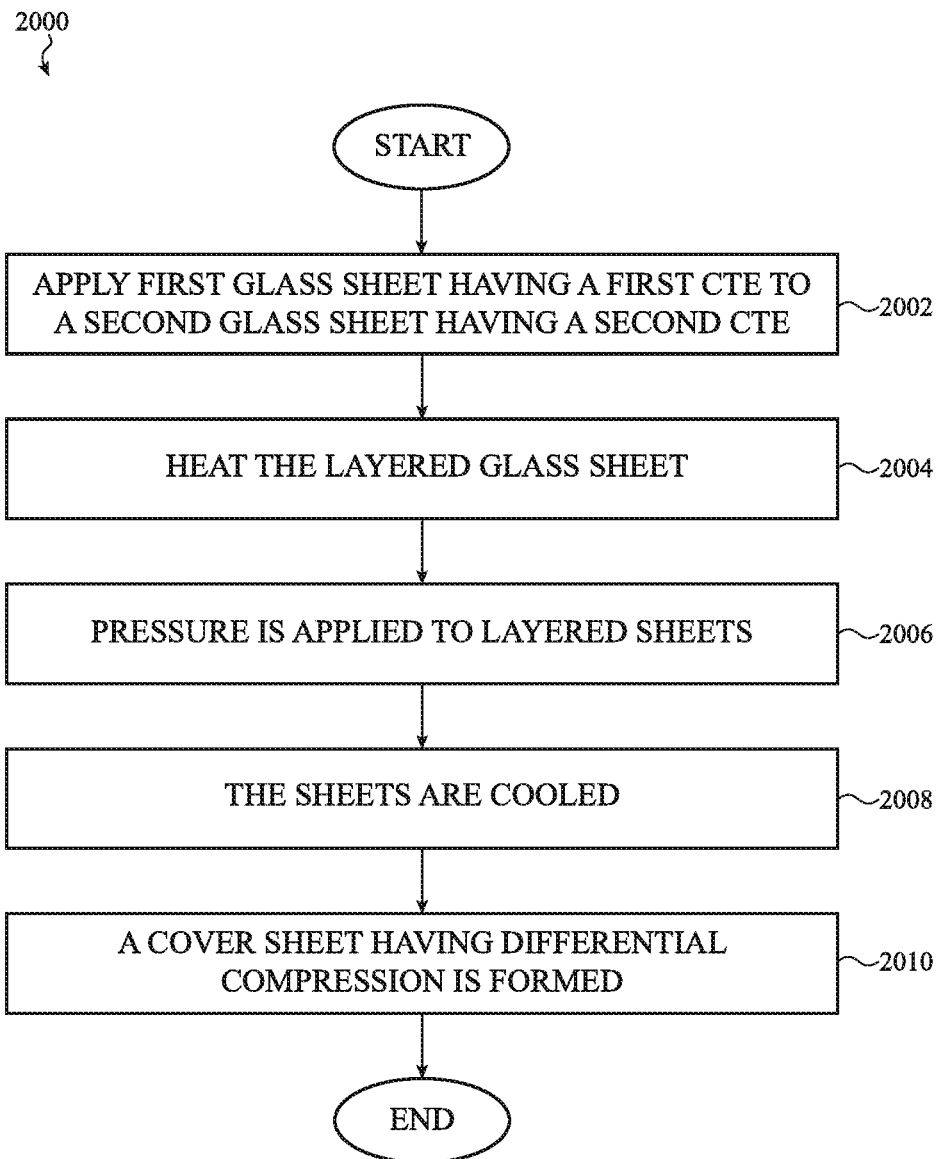 2000
START
APPLY FIRST GLASS SHEET HAVING A FIRST CTE TO
A SECOND GLASS SHEET HAVING A SECOND CTE
2002
HEAT THE LAYERED GLASS SHEET
2004
PRESSURE IS APPLIED TO LAYERED SHEETS
2006
THE SHEETS ARE COOLED
2008
A COVER SHEET HAVING DIFFERENTIAL
COMPRESSION IS FORMED
2010
END